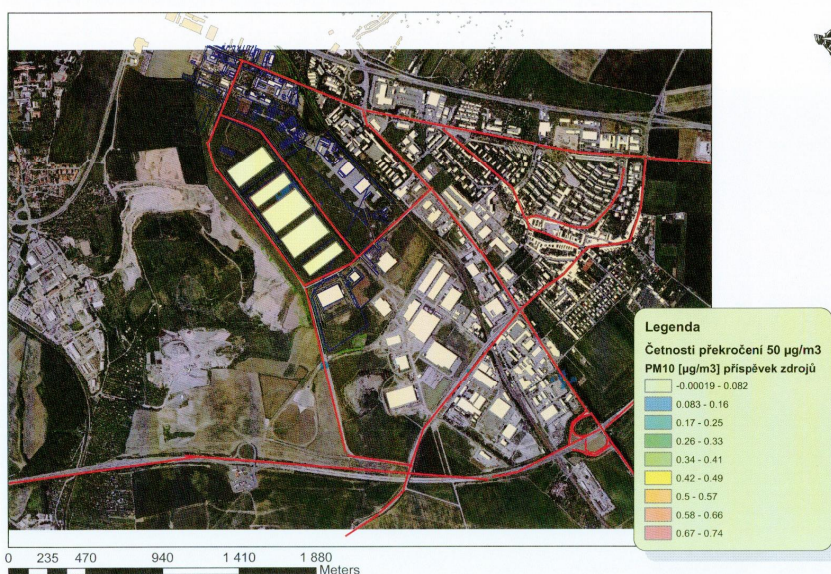 Legenda
Četnosti překročení 50 µg/m3
PM10 [µg/m3] příspěvek zdrojů
-0.00019 - 0.082
0.083 - 0.16
0.17 - 0.25
0.26 - 0.33
0.34 - 0.41
0.42 - 0.49
0.5 - 0.57
0.58 - 0.66
0.67 - 0.74
0 235 470 940 1 410 1 880
Meters